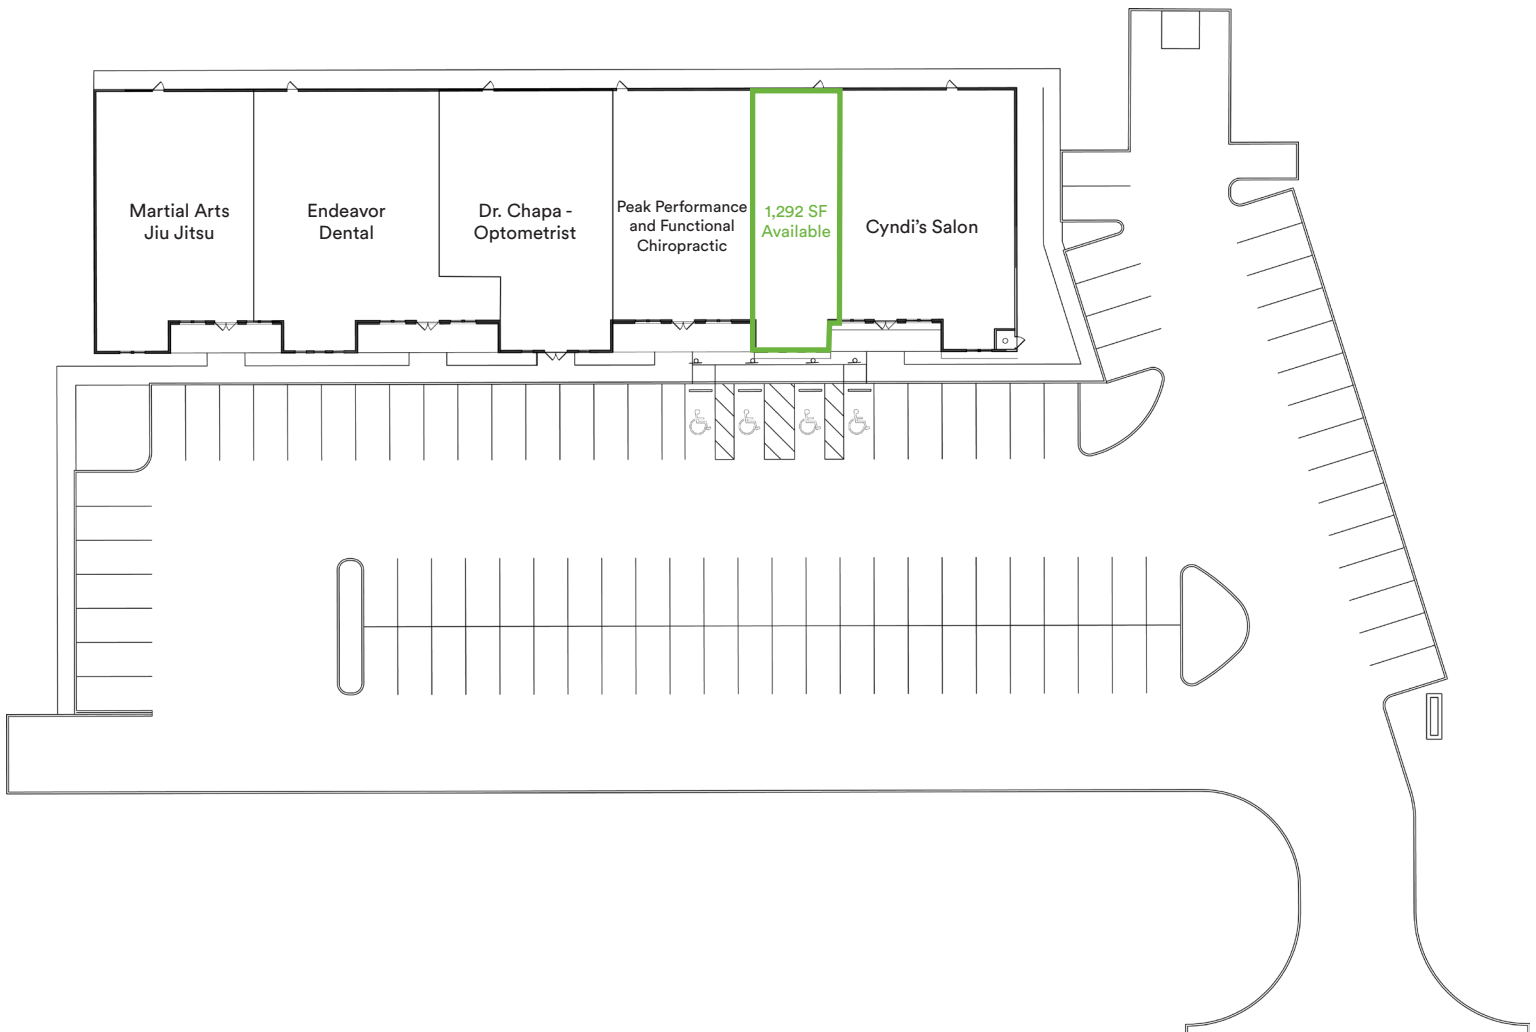 Martial Arts
Jiu Jitsu
Endeavor
Dental
Dr. Chapa -
Optometrist
Peak Performance
and Functional
Chiropractic
1,292 SF
Available
Cyndi’s Salon